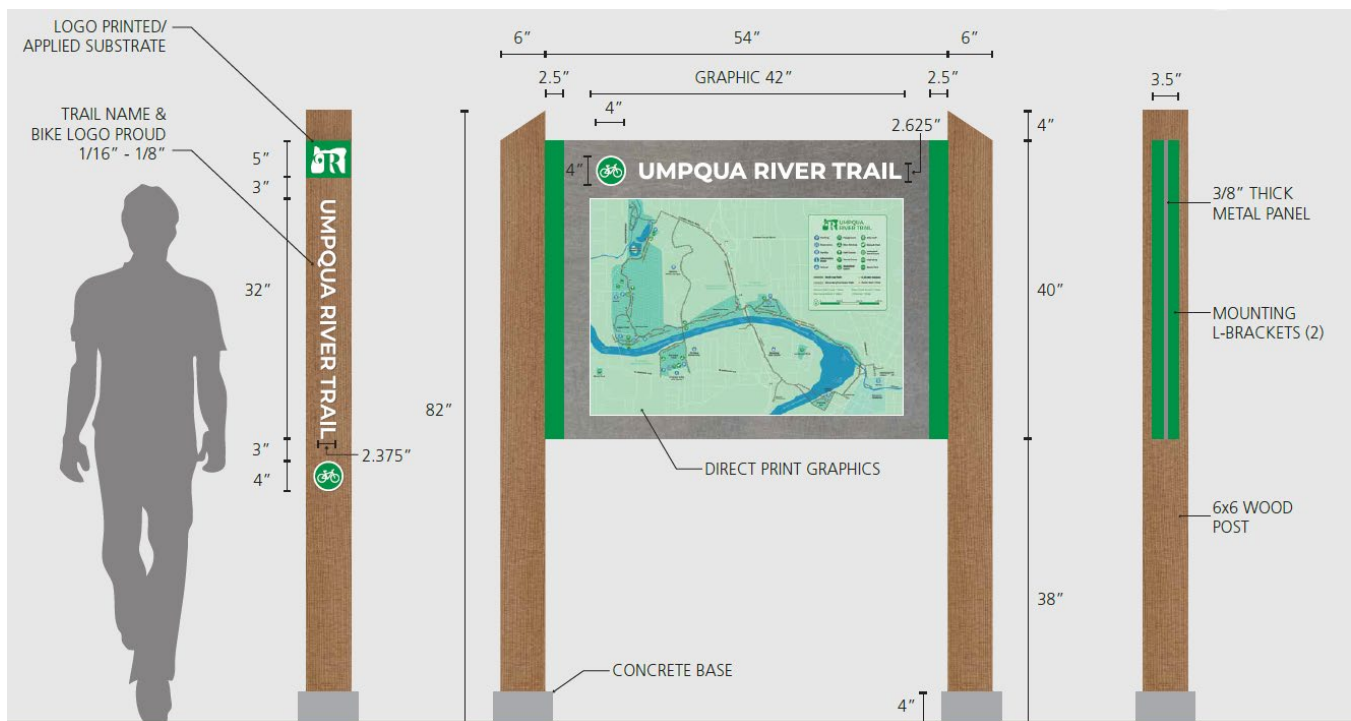 LOGO PRINTED/
APPLIED SUBSTRATE
TRAIL NAME &
BIKE LOGO PROUD
1/16” - 1/8”
5”
3”
32”
3”
4”
R
UMPQUA RIVER TRAIL
2.375”
82”
6”
54”
6”
2.5”
GRAPHIC 42”
2.5”
4”
2.625”
4”
UMPQUA RIVER TRAIL
UMPQUA
RIVER TRAIL
DIRECT PRINT GRAPHICS
CONCRETE BASE
4”
40”
38”
4”
3.5”
3/8” THICK
METAL PANEL
MOUNTING
L-BRACKETS (2)
6x6 WOOD
POST